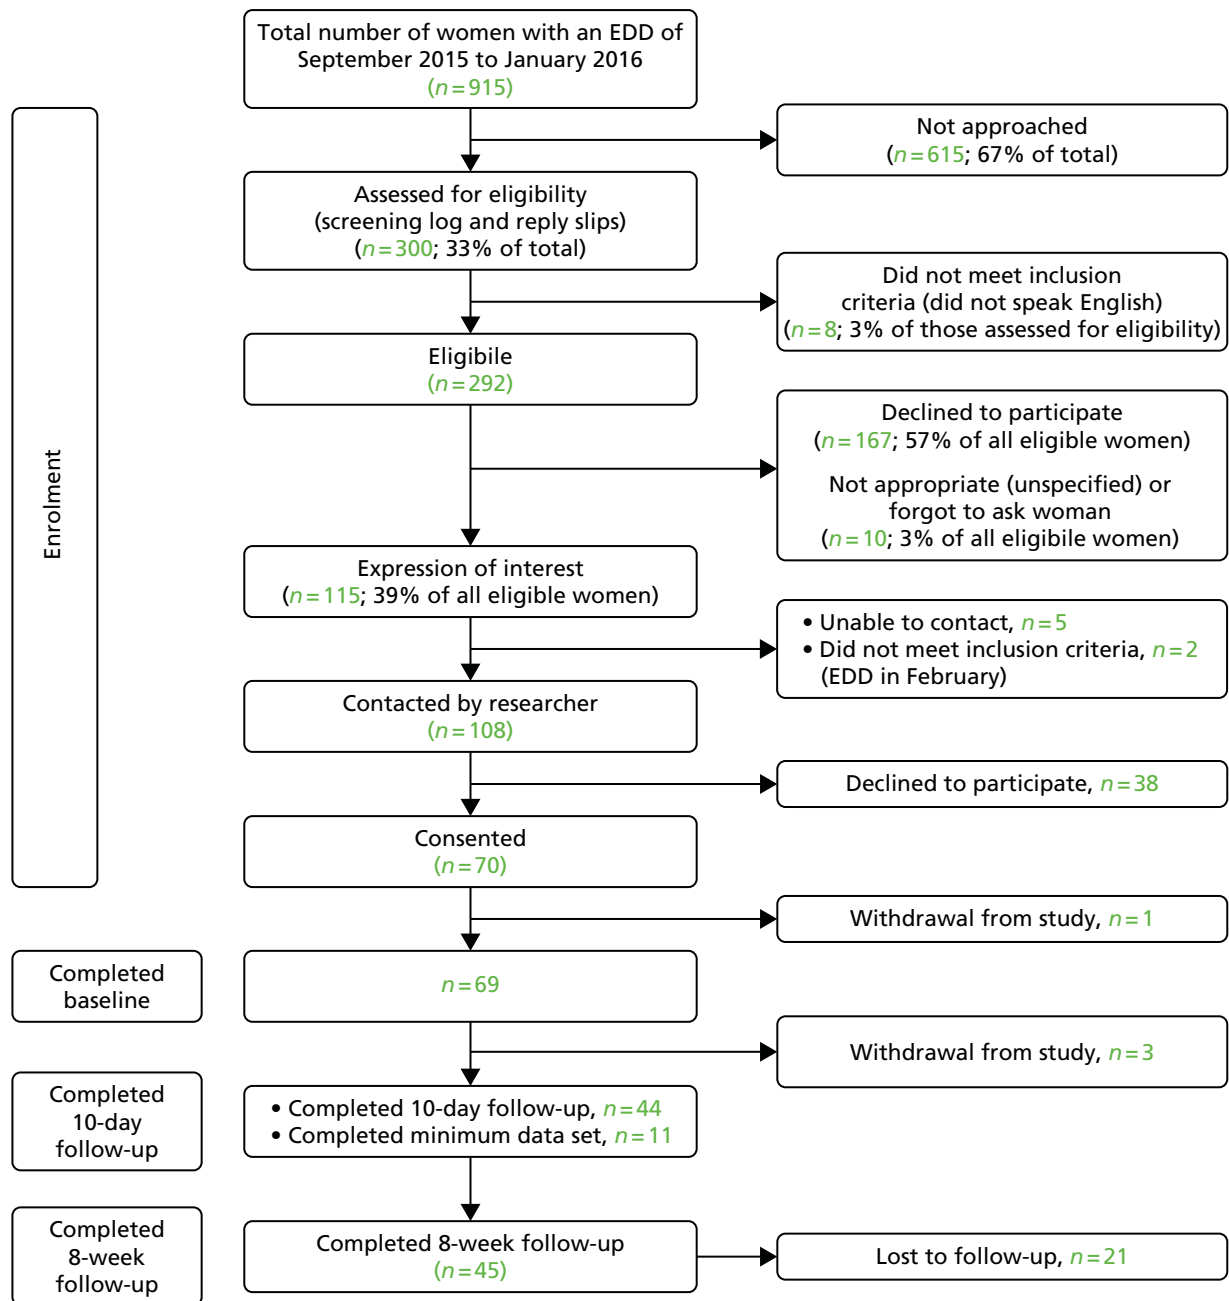 Total number of women with an EDD of
September 2015 to January 2016
(n=915)
Not approached
(n=615; 67% of total)
Assessed for eligibility
(screening log and reply slips)
(n=300; 33% of total)
Did not meet inclusion
criteria (did not speak English)
(n=8; 3% of those assessed for eligibility)
Eligibile
(n=292)
Declined to participate
(n=167; 57% of all eligible women)
Not appropriate (unspecified) or
forgot to ask woman
(n=10; 3% of all eligibile women)
Enrolment
Expression of interest
(n=115; 39% of all eligible women)
• Unable to contact, n=5
• Did not meet inclusion criteria, n=2
(EDD in February)
Contacted by researcher
(n=108)
Declined to participate, n=38
Consented
(n=70)
Withdrawal from study, n=1
Completed
baseline
n=69
Withdrawal from study, n=3
Completed
10-day
follow-up
• Completed 10-day follow-up, n=44
• Completed minimum data set, n=11
Completed
8-week
follow-up
Completed 8-week follow-up
(n=45)
Lost to follow-up, n=21